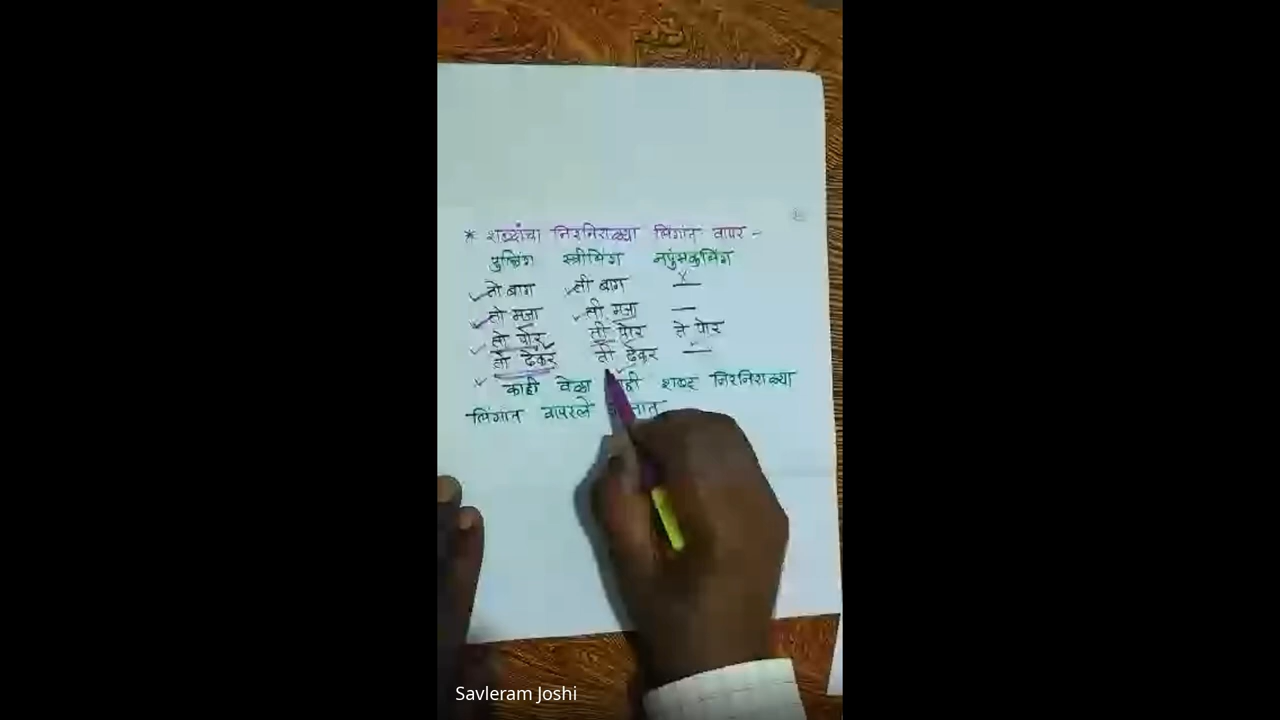 * शब्दांचा निरनिराळ्या लिंगांत वापर -
पुल्लिंग स्त्रीलिंग नपुंसकलिंग
तो बाग ती बाग —
तो मजा ती मजा —
तो पोर ती पोर ते पोर
तो ढेकर ती ढेकर —
काही वेळा काही शब्द निरनिराळ्या
लिंगांत वापरले जातात
Savleram Joshi